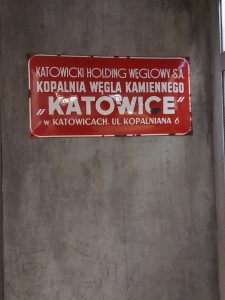 KATOWICKI HOLDING WĘGLOWY S.A.
KOPALNIA WĘGLA KAMIENNEGO
"KATOWICE"
w KATOWICACH, UL. KOPALNIANA 6